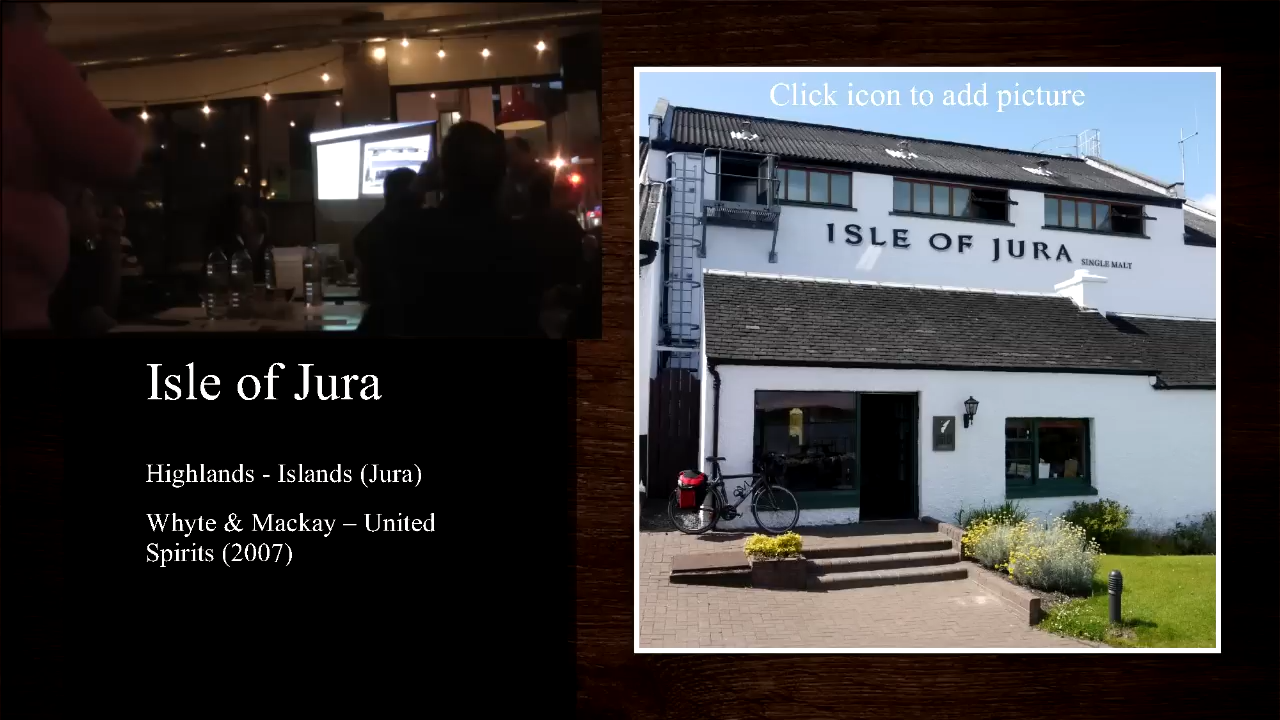 Click icon to add picture
ISLE OF JURA
SINGLE MALT
Isle of Jura
Highlands - Islands (Jura)
Whyte & Mackay – United
Spirits (2007)